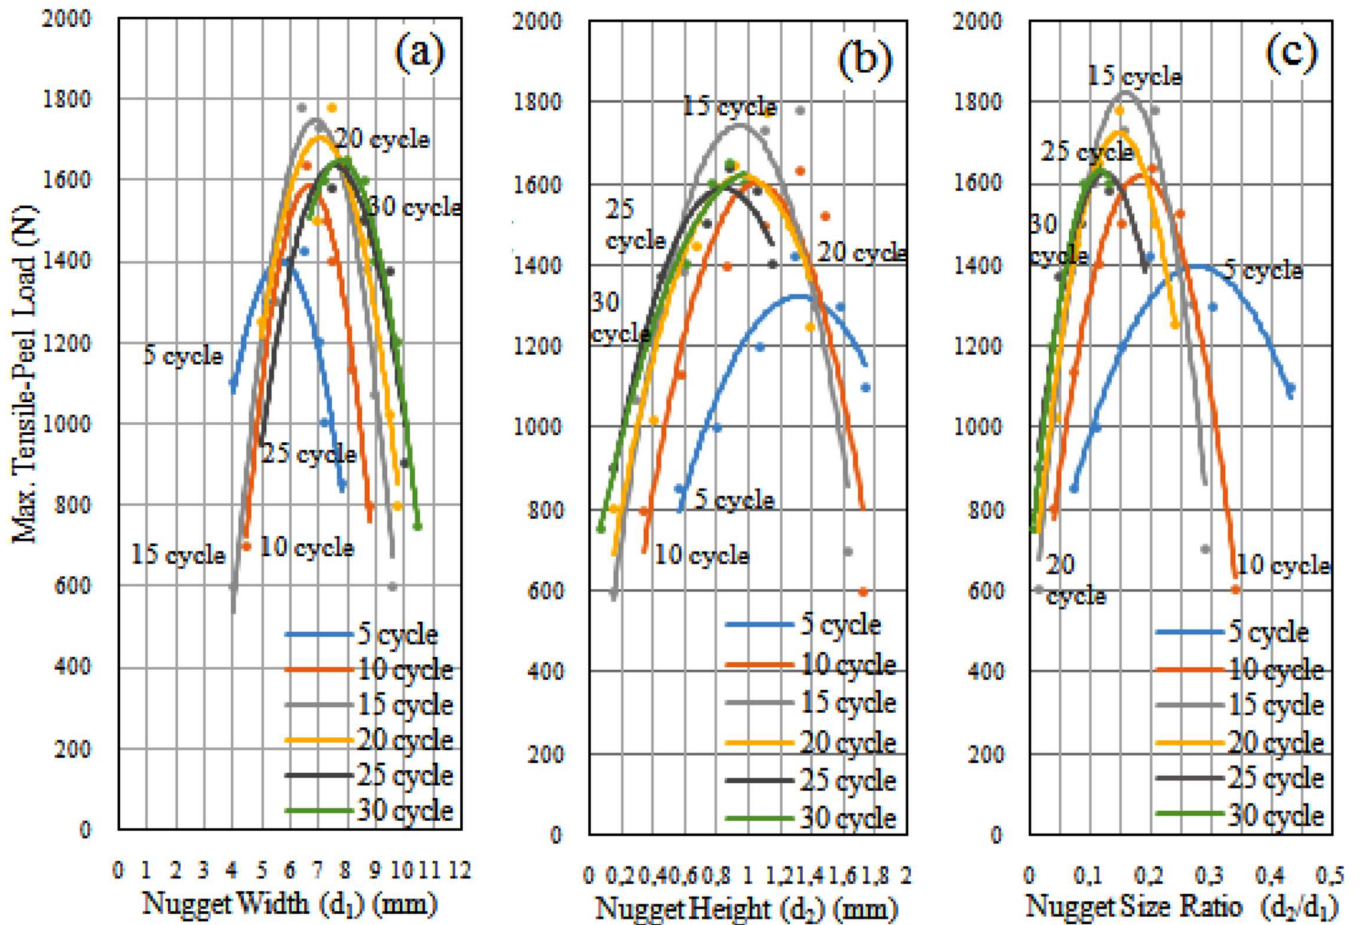 Max. Tensile-Peel Load (N)
2000
1800
1600
1400
1200
1000
800
600
400
200
0
(a)
20 cycle
30 cycle
5 cycle
25 cycle
15 cycle
10 cycle
5 cycle
10 cycle
15 cycle
20 cycle
25 cycle
30 cycle
0 1 2 3 4 5 6 7 8 9 10 11 12
Nugget Width (d₁) (mm)
2000
1800
1600
1400
1200
1000
800
600
400
200
0
(b)
15 cycle
25
cycle
20 cycle
30
cycle
5 cycle
10 cycle
5 cycle
10 cycle
15 cycle
20 cycle
25 cycle
30 cycle
0 0,2 0,4 0,6 0,8 1 1,2 1,4 1,6 1,8 2
Nugget Height (d₂) (mm)
2000
1800
1600
1400
1200
1000
800
600
400
200
0
(c)
15 cycle
25 cycle
30
cycle
5 cycle
20
cycle
10 cycle
5 cycle
10 cycle
15 cycle
20 cycle
25 cycle
30 cycle
0 0,1 0,2 0,3 0,4 0,5
Nugget Size Ratio (d₂/d₁)